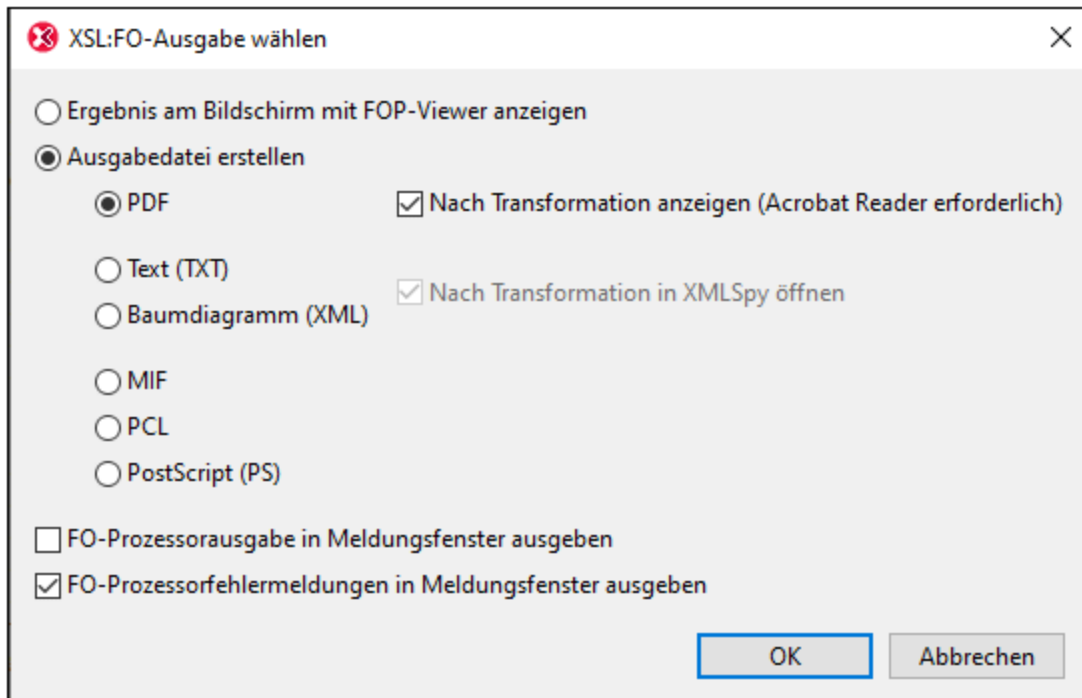 XSL:FO-Ausgabe wählen
Ergebnis am Bildschirm mit FOP-Viewer anzeigen
Ausgabedatei erstellen
PDF
Nach Transformation anzeigen (Acrobat Reader erforderlich)
Text (TXT)
Nach Transformation in XMLSpy öffnen
Baumdiagramm (XML)
MIF
PCL
PostScript (PS)
FO-Prozessorausgabe in Meldungsfenster ausgeben
FO-Prozessorfehlermeldungen in Meldungsfenster ausgeben
OK
Abbrechen